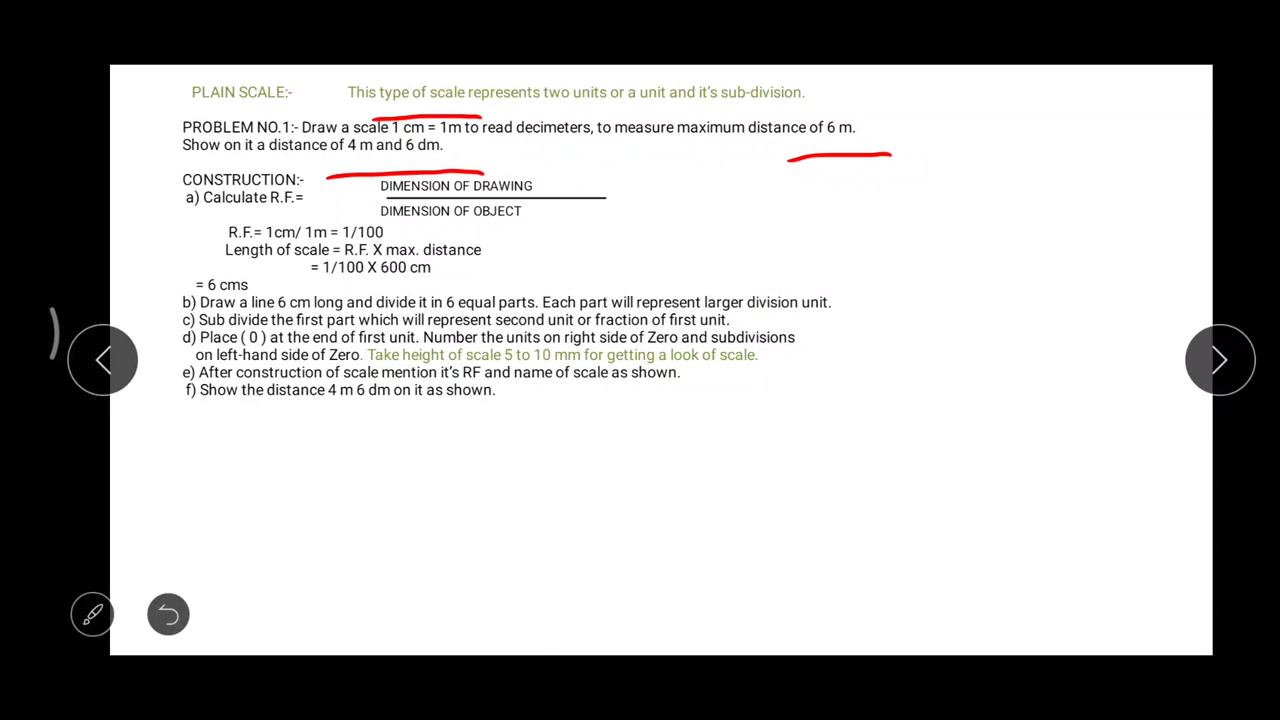 PLAIN SCALE:- This type of scale represents two units or a unit and it's sub-division.
PROBLEM NO.1:- Draw a scale 1 cm = 1m to read decimeters, to measure maximum distance of 6 m.
Show on it a distance of 4 m and 6 dm.
CONSTRUCTION:-
DIMENSION OF DRAWING
a) Calculate R.F.=
DIMENSION OF OBJECT
R.F.= 1cm/ 1m = 1/100
Length of scale = R.F. X max. distance
= 1/100 X 600 cm
= 6 cms
b) Draw a line 6 cm long and divide it in 6 equal parts. Each part will represent larger division unit.
c) Sub divide the first part which will represent second unit or fraction of first unit.
d) Place ( 0 ) at the end of first unit. Number the units on right side of Zero and subdivisions
on left-hand side of Zero. Take height of scale 5 to 10 mm for getting a look of scale.
e) After construction of scale mention it's RF and name of scale as shown.
f) Show the distance 4 m 6 dm on it as shown.